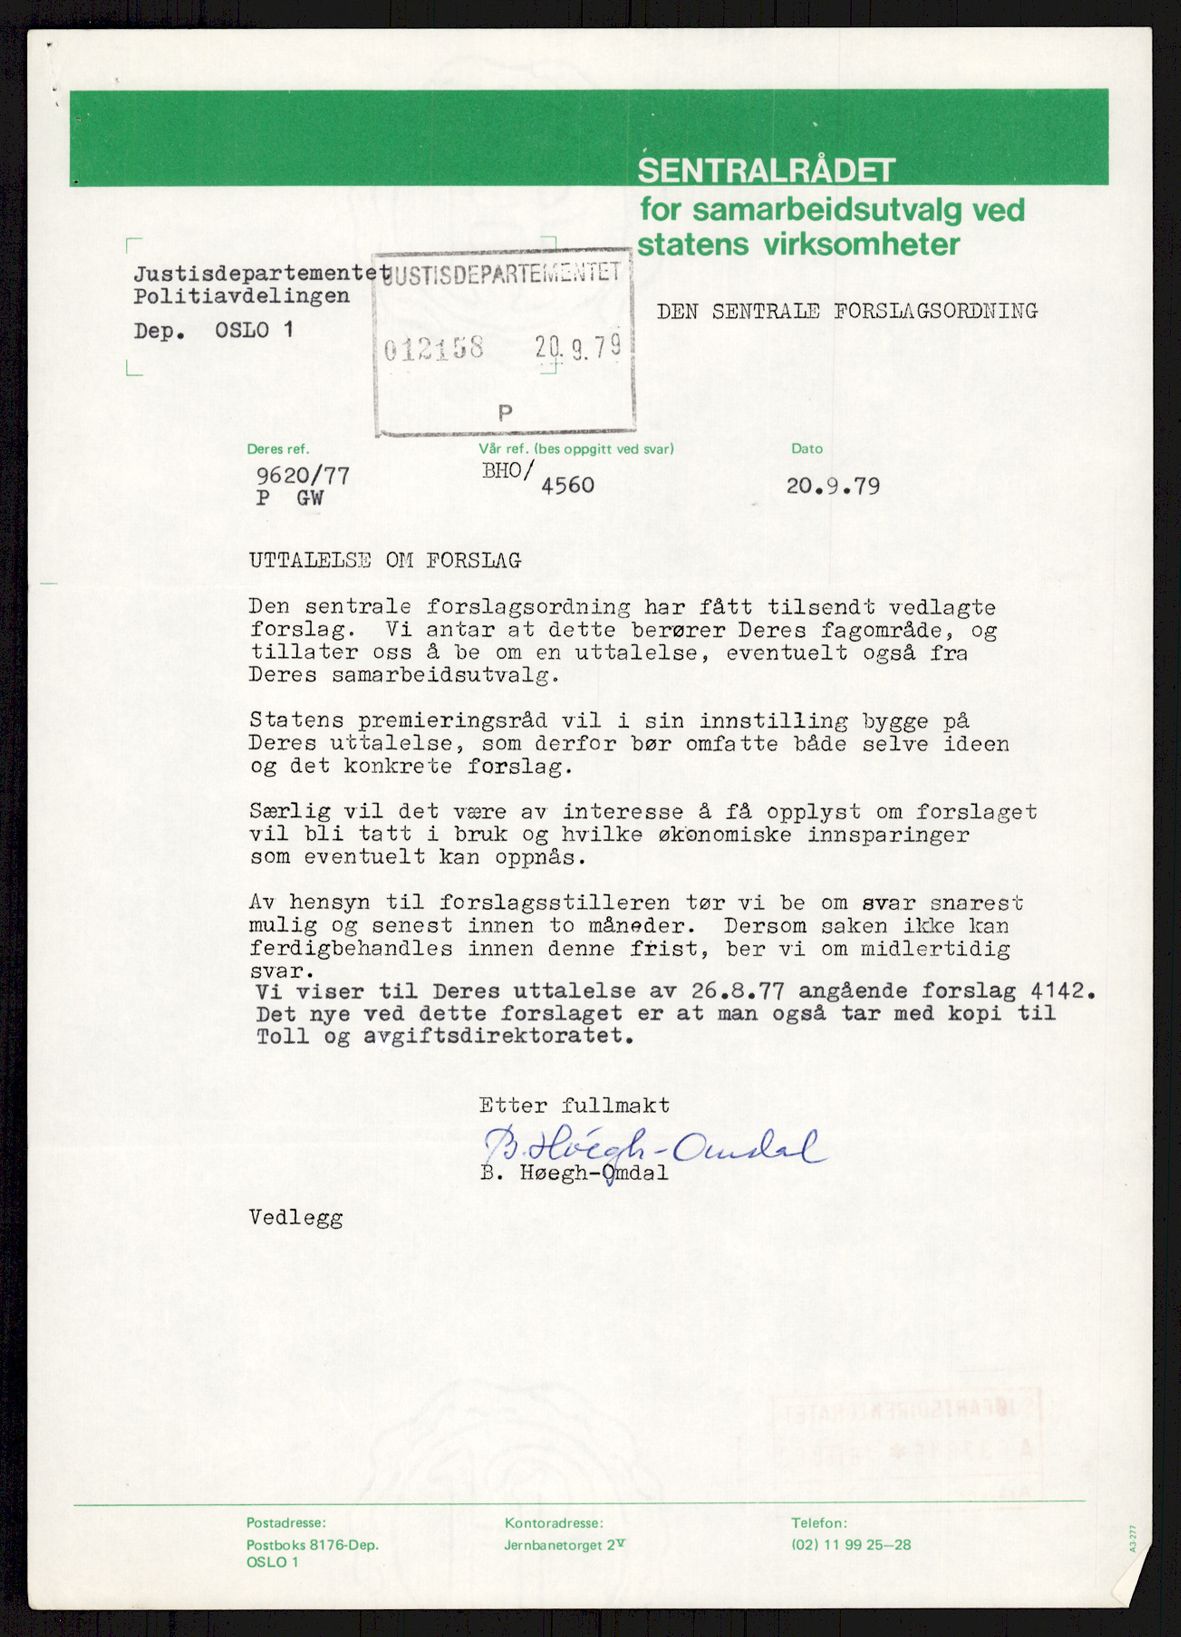 SENTRALRÅDET
for samarbeidsutvalg ved
statens virksomheter
Justisdepartementet
Politiavdelingen
Dep. OSLO 1
JUSTISDEPARTEMENTET
012158 20.9.79
P
DEN SENTRALE FORSLAGSORDNING
Deres ref. Vår ref. (bes oppgitt ved svar) Dato
9620/77 BHO/ 4560 20.9.79
P GW
UTTALELSE OM FORSLAG
Den sentrale forslagsordning har fått tilsendt vedlagte
forslag. Vi antar at dette berører Deres fagområde, og
tillater oss å be om en uttalelse, eventuelt også fra
Deres samarbeidsutvalg.
Statens premieringsråd vil i sin innstilling bygge på
Deres uttalelse, som derfor bør omfatte både selve ideen
og det konkrete forslag.
Særlig vil det være av interesse å få opplyst om forslaget
vil bli tatt i bruk og hvilke økonomiske innsparinger
som eventuelt kan oppnås.
Av hensyn til forslagsstilleren tør vi be om svar snarest
mulig og senest innen to måneder. Dersom saken ikke kan
ferdigbehandles innen denne frist, ber vi om midlertidig
svar.
Vi viser til Deres uttalelse av 26.8.77 angående forslag 4142.
Det nye ved dette forslaget er at man også tar med kopi til
Toll og avgiftsdirektoratet.
Etter fullmakt
B. Høegh-Omdal
B. Høegh-Omdal
Vedlegg
Postadresse: Kontoradresse: Telefon:
Postboks 8176-Dep. Jernbanetorget 2V (02) 11 99 25–28
OSLO 1
A3-277